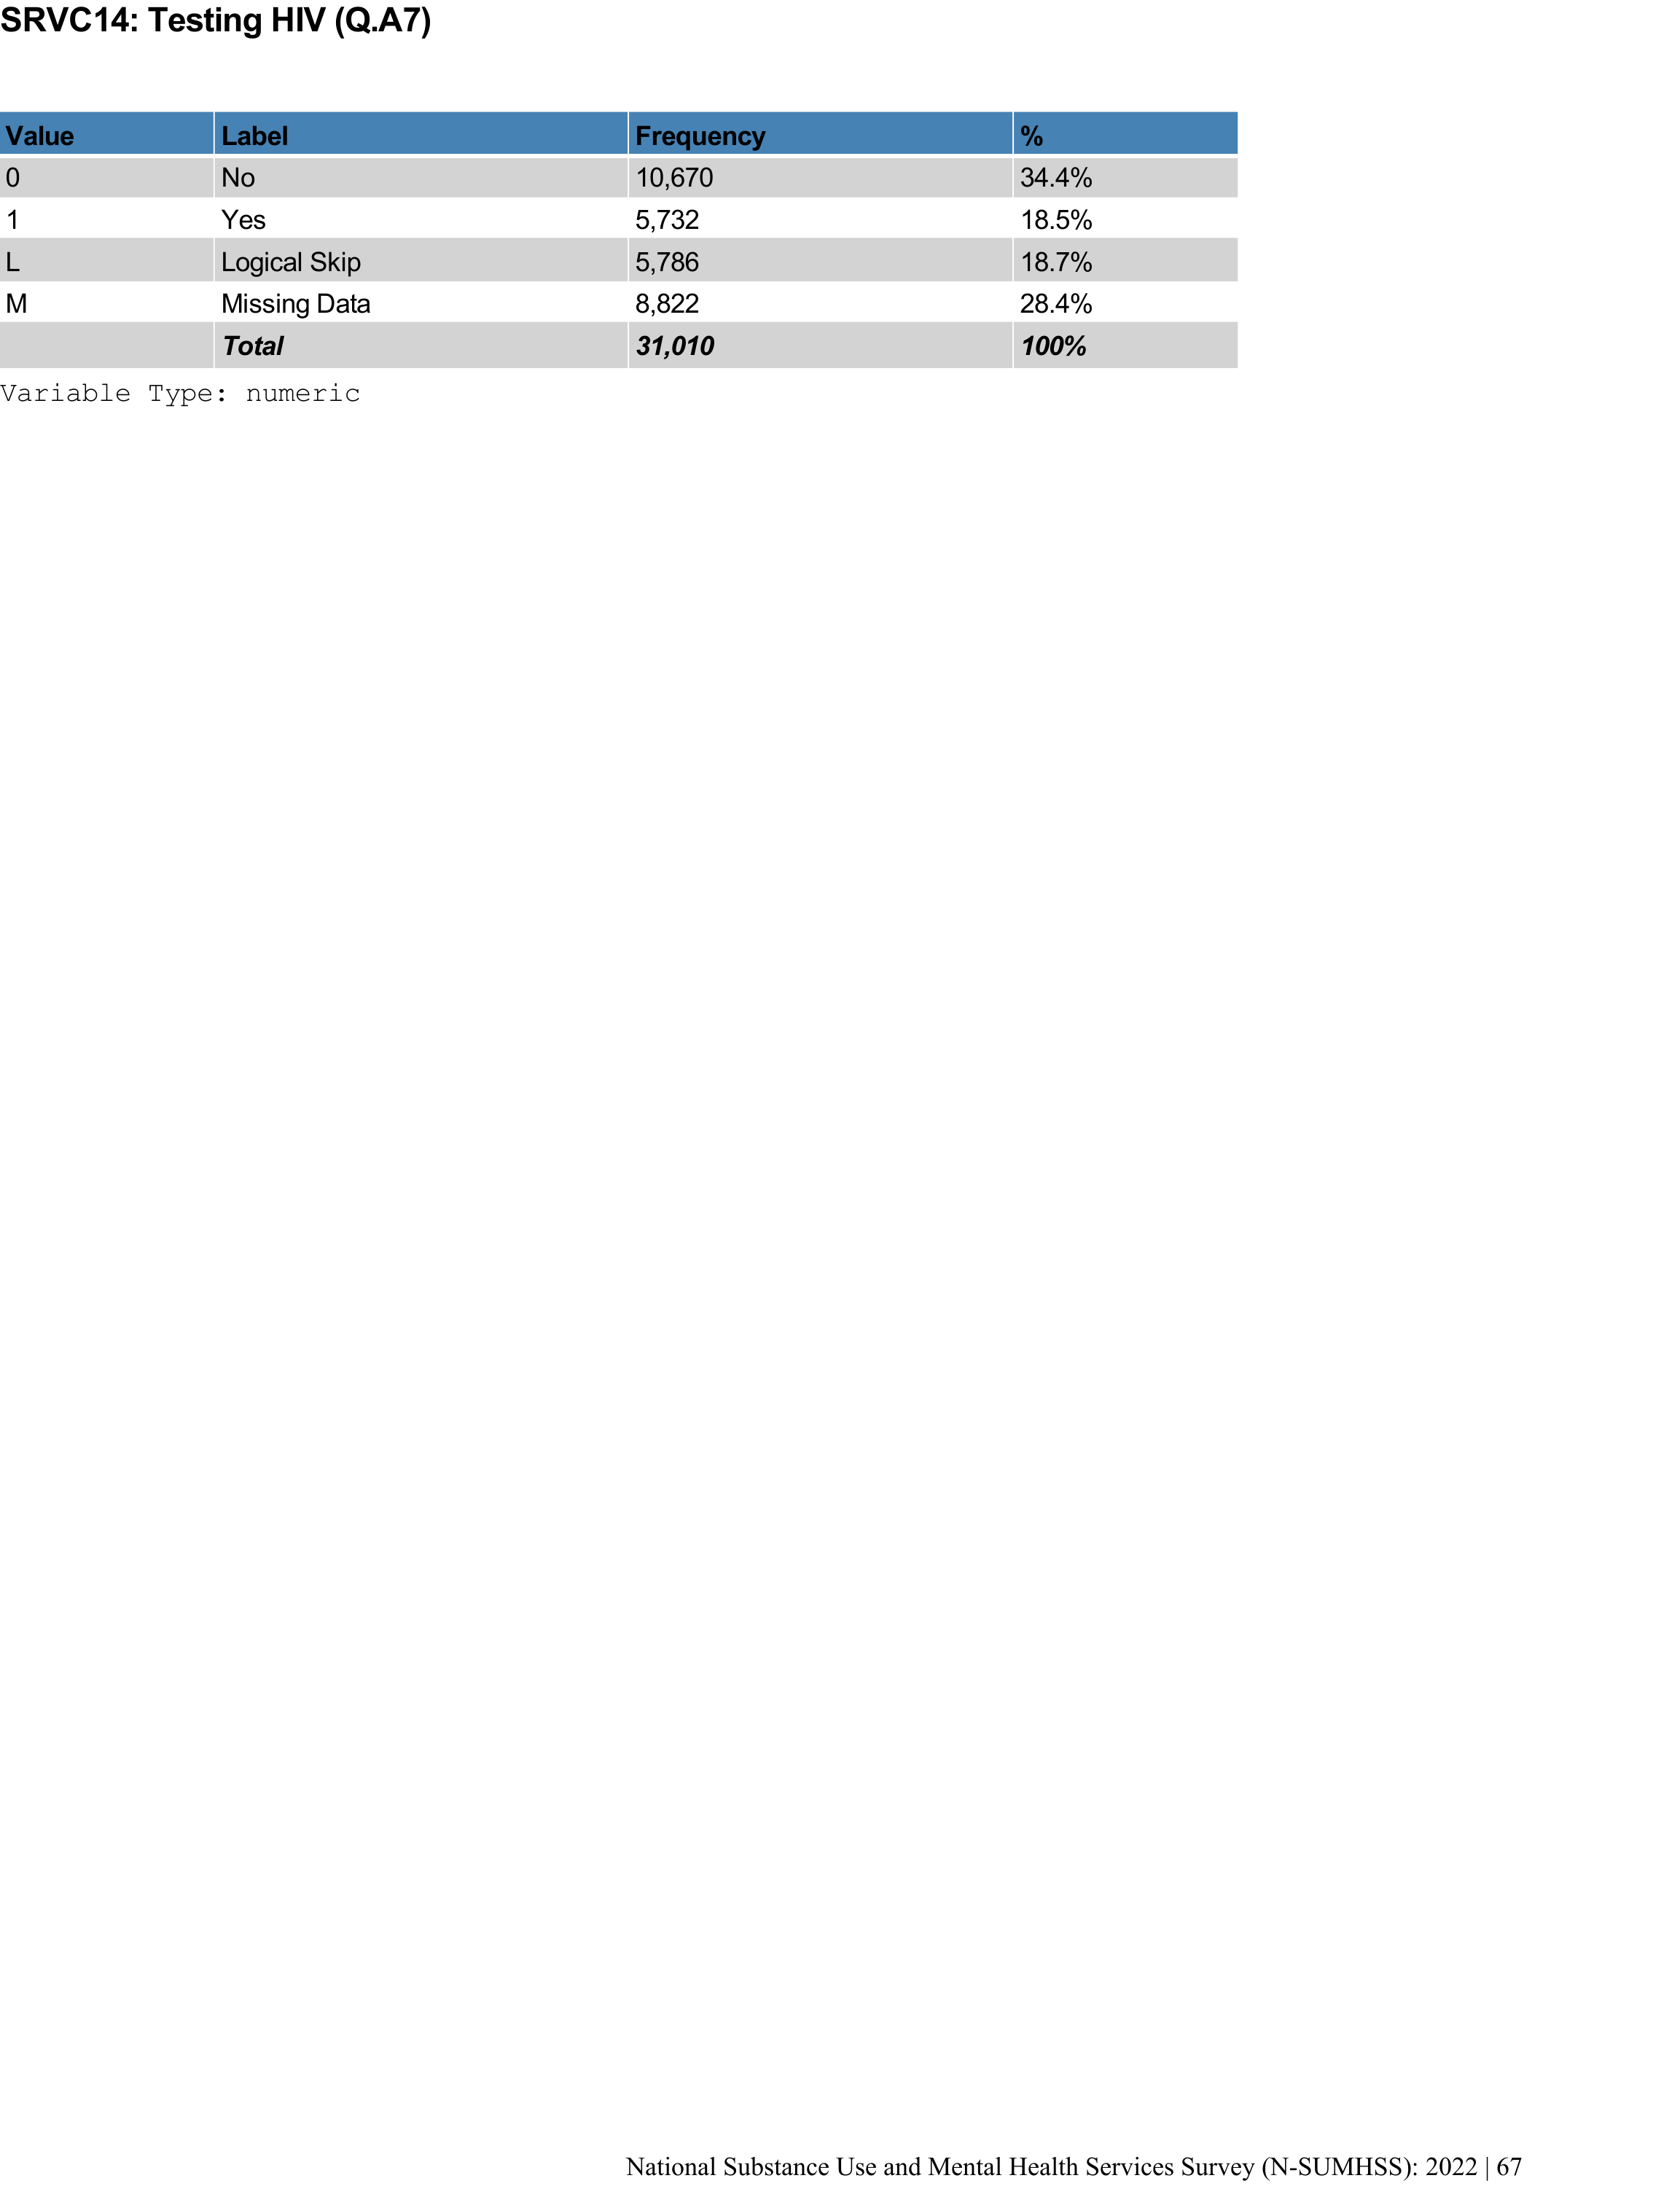 SRVC14: Testing HIV (Q.A7)
Value Label Frequency %
0 No 10,670 34.4%
1 Yes 5,732 18.5%
L Logical Skip 5,786 18.7%
M Missing Data 8,822 28.4%
Total 31,010 100%
Variable Type: numeric
National Substance Use and Mental Health Services Survey (N-SUMHSS): 2022 | 67